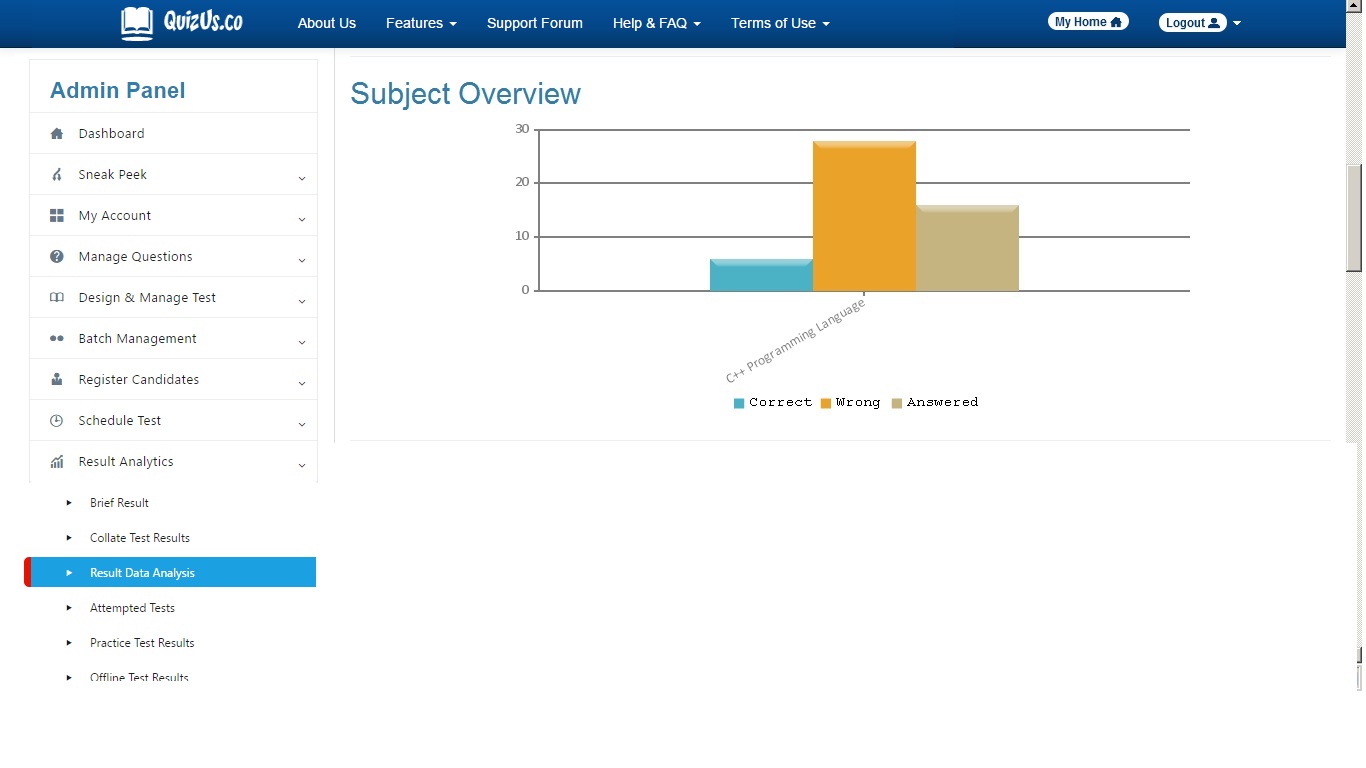 QuizUs.co About Us Features Support Forum Help & FAQ Terms of Use My Home Logout
Admin Panel
Dashboard
Sneak Peek
My Account
Manage Questions
Design & Manage Test
Batch Management
Register Candidates
Schedule Test
Result Analytics
Brief Result
Collate Test Results
Result Data Analysis
Attempted Tests
Practice Test Results
Offline Test Results
Subject Overview
30
20
10
0
C++ Programming Language
Correct Wrong Answered